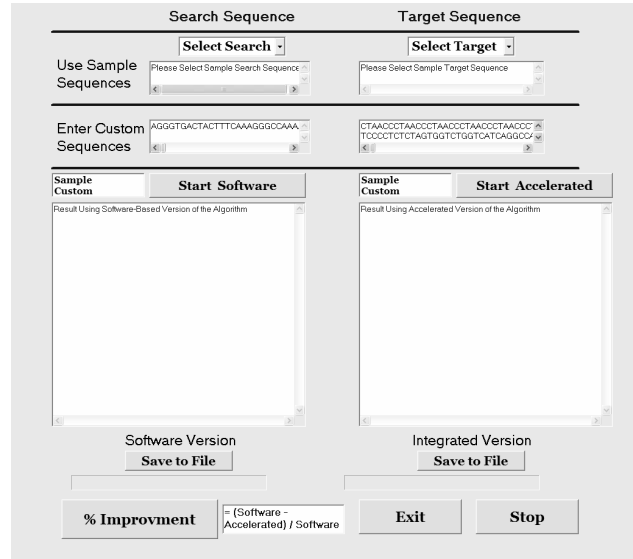 Search Sequence Target Sequence
Select Search Select Target
Use Sample Sequences
Please Select Sample Search Sequence
Please Select Sample Target Sequence
Enter Custom Sequences
AGGGTGACTACTTTCAAAGGGCCAAA
CTAACCCTAACCCTAACCCTAACCCTAACCC
TCCCCTCTCTAGTGGTCTGGTCATCAGGCC
Sample
Custom
Start Software
Sample
Custom
Start Accelerated
Result Using Software-Based Version of the Algorithm
Result Using Accelerated Version of the Algorithm
Software Version Integrated Version
Save to File Save to File
% Improvment
= (Software -
Accelerated) / Software
Exit Stop